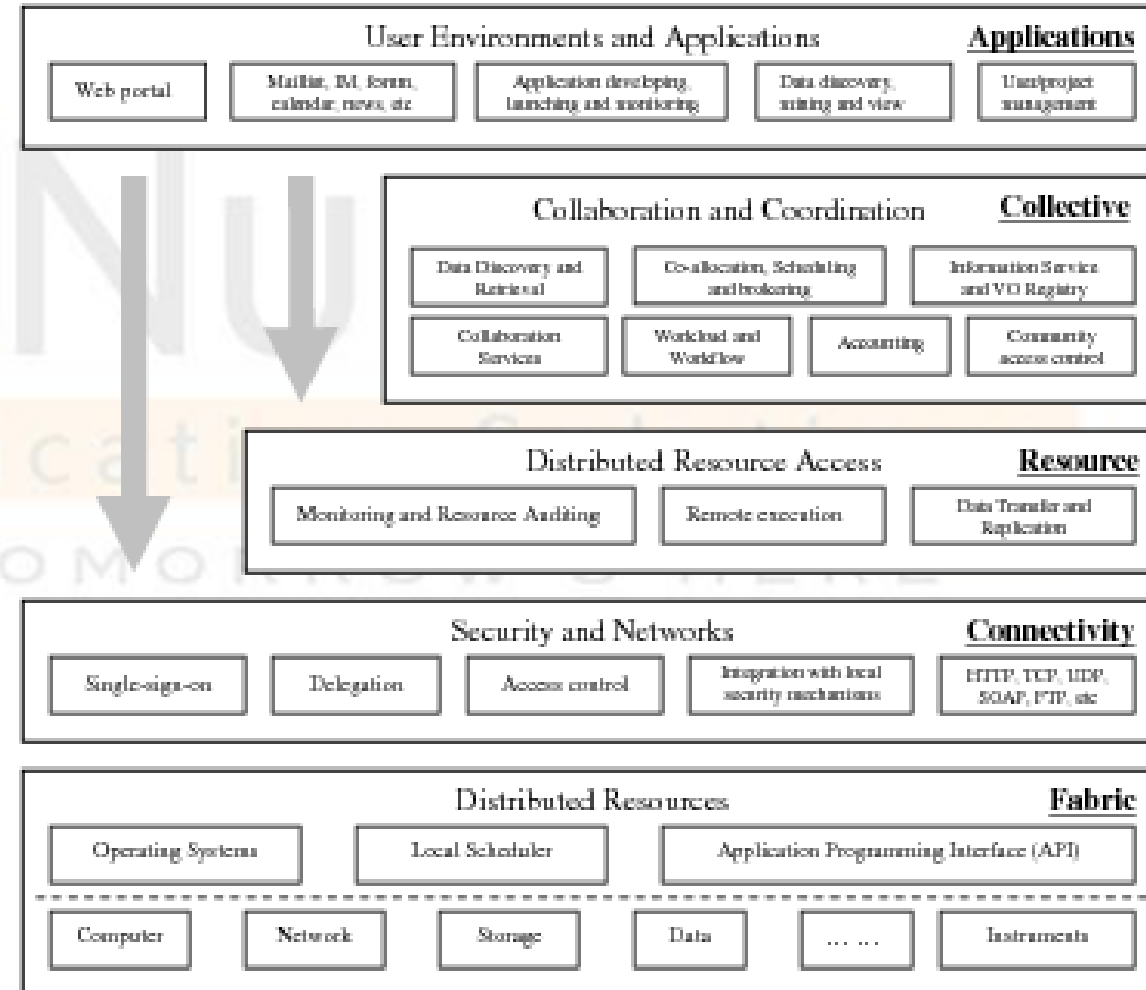 User Environments and Applications
Applications
Web portal
Maillist, IM, forum,
calendar, news, etc
Application developing,
launching and monitoring
Data discovery,
mining and view
User/project
management
Collaboration and Coordination
Collective
Data Discovery and
Retrieval
Co-allocation, Scheduling
and brokering
Information Service
and VO Registry
Collaboration
Services
Workload and
Workflow
Accounting
Community
access control
Distributed Resource Access
Resource
Monitoring and Resource Auditing
Remote execution
Data Transfer and
Replication
Security and Networks
Connectivity
Single-sign-on
Delegation
Access control
Integration with local
security mechanisms
HTTP, TCP, UDP,
SOAP, FTP, etc
Distributed Resources
Fabric
Operating Systems
Local Scheduler
Application Programming Interface (API)
Computer
Network
Storage
Data
... ...
Instruments